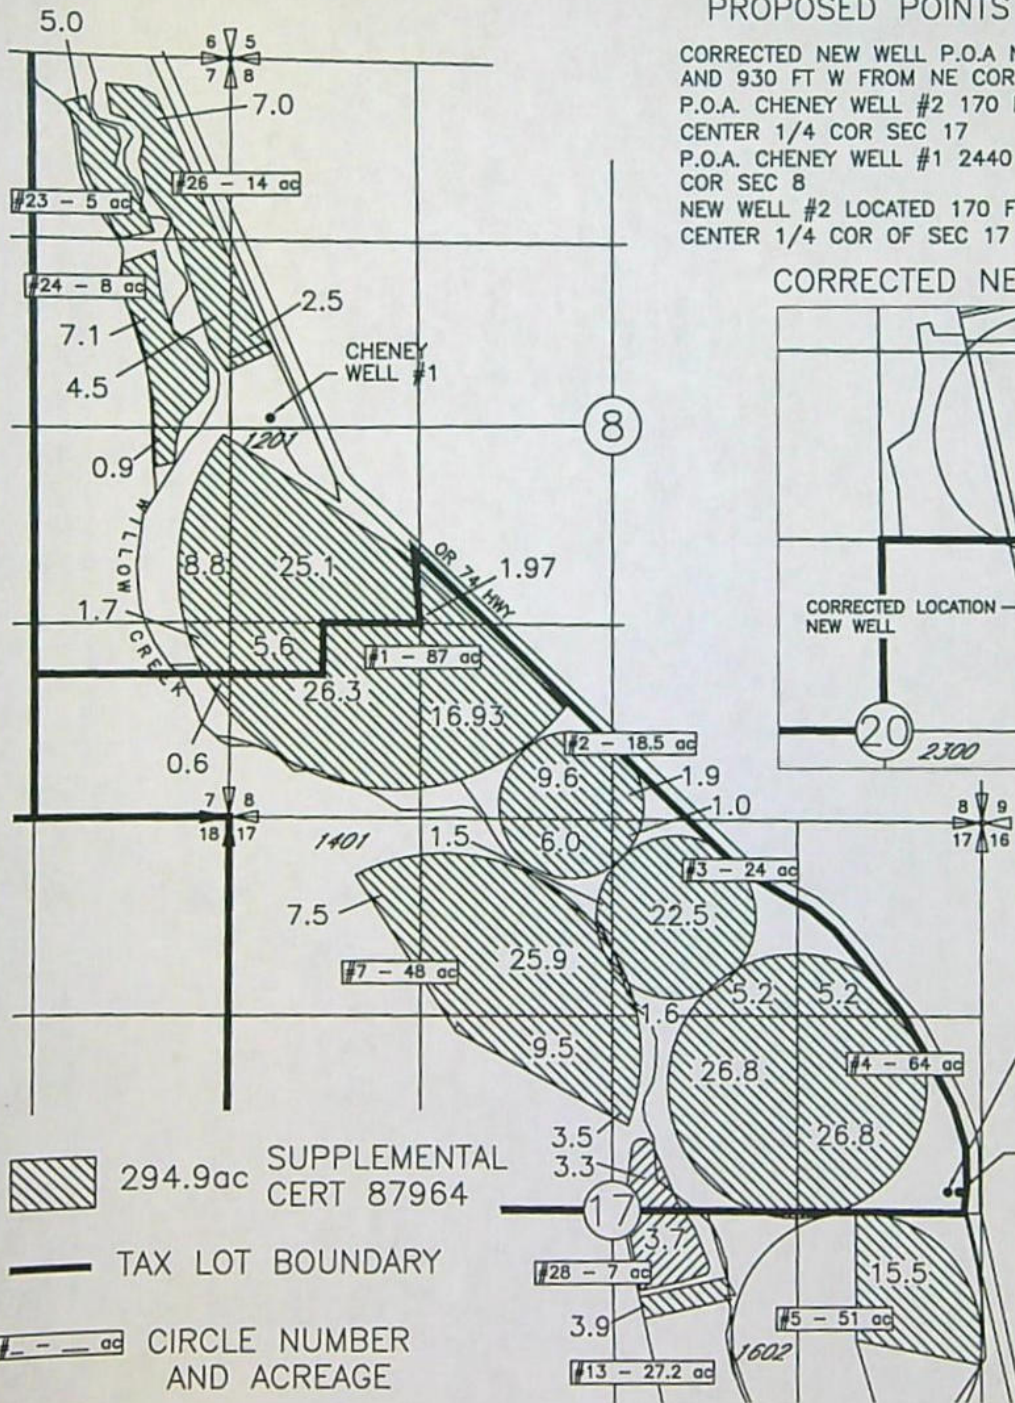 PROPOSED POINTS
CORRECTED NEW WELL P.O.A
AND 930 FT W FROM NE COR
P.O.A. CHENEY WELL #2 170
CENTER 1/4 COR SEC 17
P.O.A. CHENEY WELL #1 2440
COR SEC 8
NEW WELL #2 LOCATED 170 F
CENTER 1/4 COR OF SEC 17
CORRECTED NE
5.0
6 5
7 8
7.0
#26 - 14 ac
#23 - 5 ac
#24 - 8 ac
2.5
7.1
4.5
CHENEY
WELL #1
8
1201
0.9
WILLOW CREEK
8.8
25.1
OR 74 HWY
1.97
1.7
5.6
#1 - 87 ac
26.3
16.93
0.6
CORRECTED LOCATION
NEW WELL
20
2300
#2 - 18.5 ac
9.6
1.9
1.0
7 8
18 17
8 9
17 16
1401
1.5
6.0
#3 - 24 ac
7.5
22.5
25.9
#7 - 48 ac
5.2
5.2
1.6
9.5
26.8
#4 - 64 ac
26.8
3.5
3.3
294.9ac
SUPPLEMENTAL
CERT 87964
17
3.7
TAX LOT BOUNDARY
#28 - 7 ac
15.5
3.9
#5 - 51 ac
#_ - __ ac
CIRCLE NUMBER
AND ACREAGE
1602
#13 - 27.2 ac